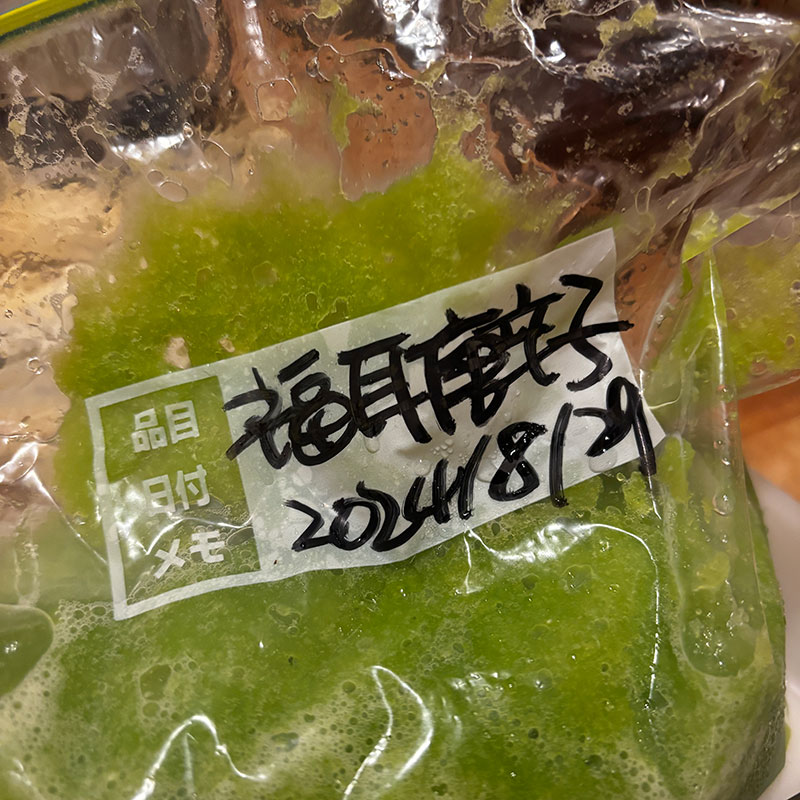 品目 福耳唐辛子
日付 2024/8/29
メモ